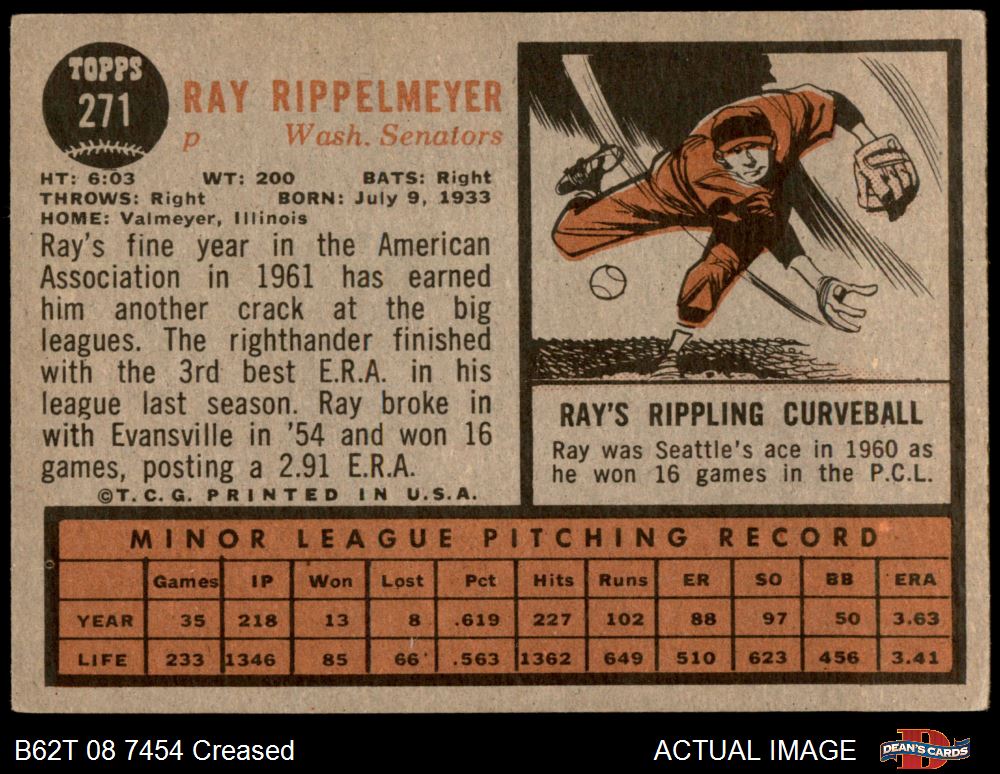 TOPPS
271
RAY RIPPELMEYER
p Wash. Senators
HT: 6:03 WT: 200 BATS: Right
THROWS: Right BORN: July 9, 1933
HOME: Valmeyer, Illinois
Ray's fine year in the American
Association in 1961 has earned
him another crack at the big
leagues. The righthander finished
with the 3rd best E.R.A. in his
league last season. Ray broke in
with Evansville in '54 and won 16
games, posting a 2.91 E.R.A.
©T.C.G. PRINTED IN U.S.A.
RAY'S RIPPLING CURVEBALL
Ray was Seattle's ace in 1960 as
he won 16 games in the P.C.L.
MINOR LEAGUE PITCHING RECORD
Games IP Won Lost Pct Hits Runs ER SO BB ERA
YEAR 35 218 13 8 .619 227 102 88 97 50 3.63
LIFE 233 1346 85 66 .563 1362 649 510 623 456 3.41
B62T 08 7454 Creased
ACTUAL IMAGE
DEAN'S CARDS